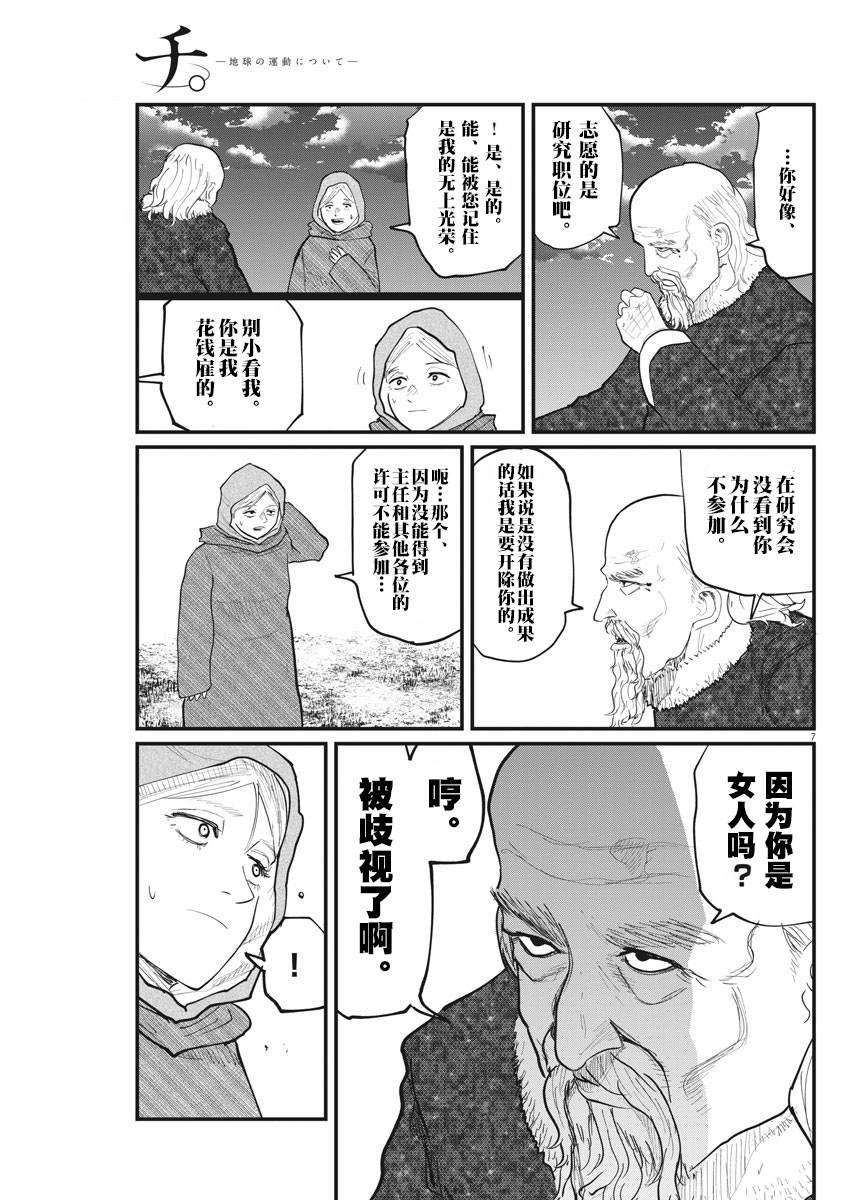 チ。
—地球の運動について—
…你好像、
志愿的是
研究职位吧。
！是、是的。
能、能被您记住
是我的无上光荣。
别小看我。
你是我
花钱雇的。
在研究会
没看到你
为什么
不参加。
如果说是没有做出成果
的话我是要开除你的。
呃…那个、
因为没能得到
主任和其他各位的
许可不能参加…
7
因为你是
女人吗？
哼。
被歧视了啊。
！